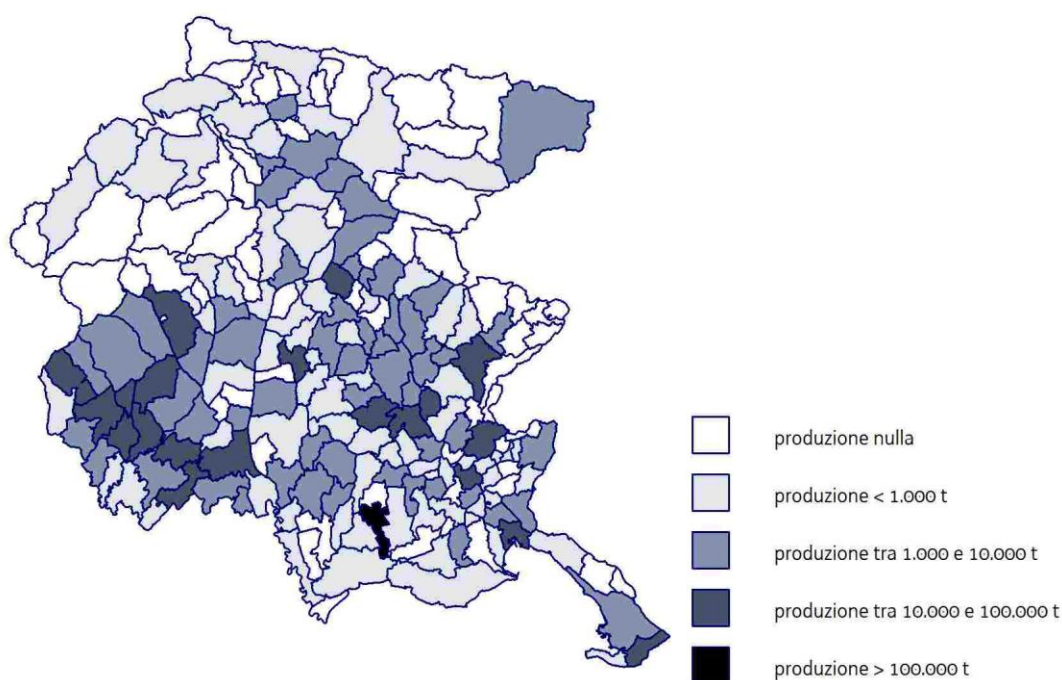 produzione nulla
produzione < 1.000 t
produzione tra 1.000 e 10.000 t
produzione tra 10.000 e 100.000 t
produzione > 100.000 t